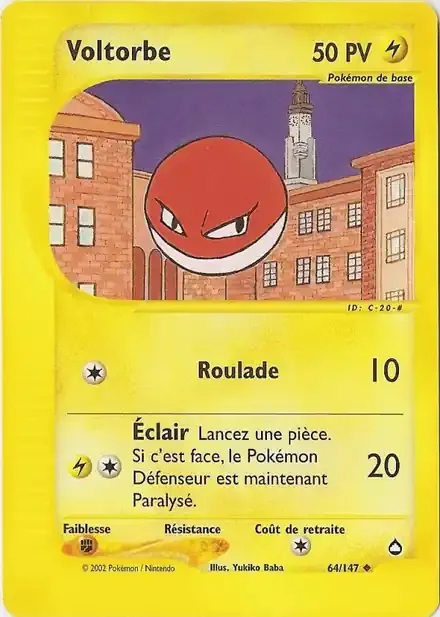 Voltorbe 50 PV
Pokémon de base
ID: C-20-#
Roulade 10
Éclair Lancez une pièce.
Si c'est face, le Pokémon
Défenseur est maintenant
Paralysé.
20
Faiblesse Résistance Coût de retraite
© 2002 Pokémon / Nintendo Illus. Yukiko Baba 64/147